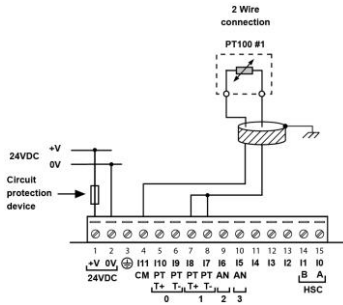 2 Wire
connection
PT100 #1
24VDC
+V
0V
Circuit
protection
device
1 2 3 4 5 6 7 8 9 10 11 12 13 14 15
+V 0V I11 I10 I9 I8 I7 I6 I5 I4 I3 I2 I1 I0
24VDC CM PT PT PT PT AN AN B A
T+ T- T+ T- HSC
0 1 2 3